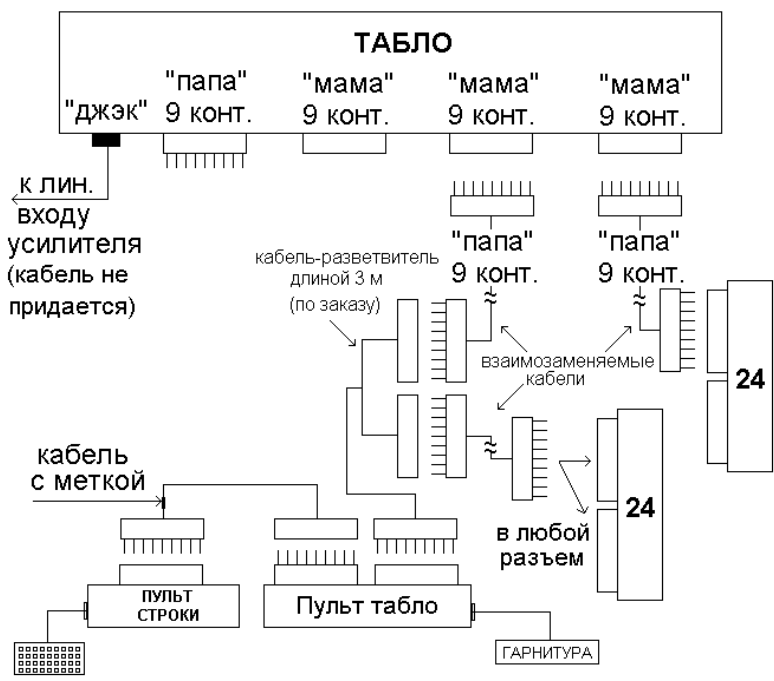 ТАБЛО
"джэк"
"папа"
9 конт.
"мама"
9 конт.
"мама"
9 конт.
"мама"
9 конт.
к лин.
входу
усилителя
(кабель не
придается)
"папа"
9 конт.
"папа"
9 конт.
кабель-разветвитель
длиной 3 м
(по заказу)
взаимозаменяемые
кабели
24
24
кабель
с меткой
в любой
разъем
ПУЛЬТ
СТРОКИ
Пульт табло
ГАРНИТУРА